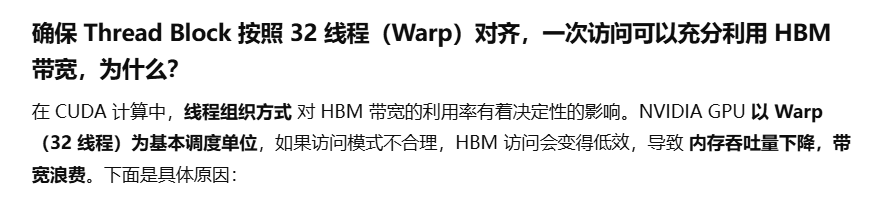 确保 Thread Block 按照 32 线程（Warp）对齐，一次访问可以充分利用 HBM
带宽，为什么？
在 CUDA 计算中，线程组织方式 对 HBM 带宽的利用率有着决定性的影响。NVIDIA GPU 以 Warp
（32 线程）为基本调度单位，如果访问模式不合理，HBM 访问会变得低效，导致 内存吞吐量下降，带
宽浪费。下面是具体原因：